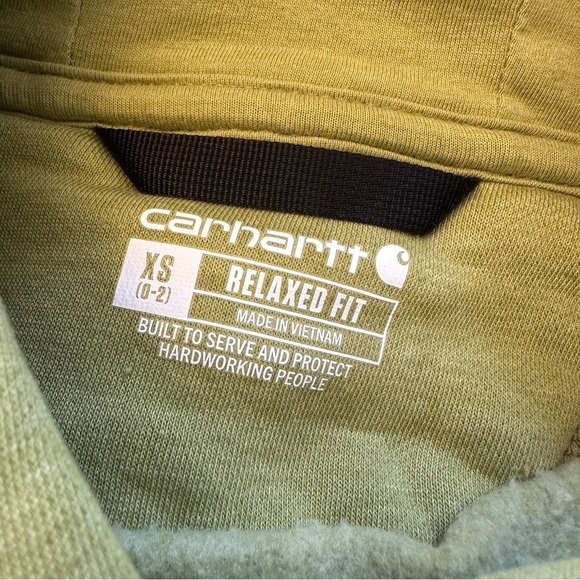 carhartt
XS
(0-2)
RELAXED FIT
MADE IN VIETNAM
BUILT TO SERVE AND PROTECT
HARDWORKING PEOPLE